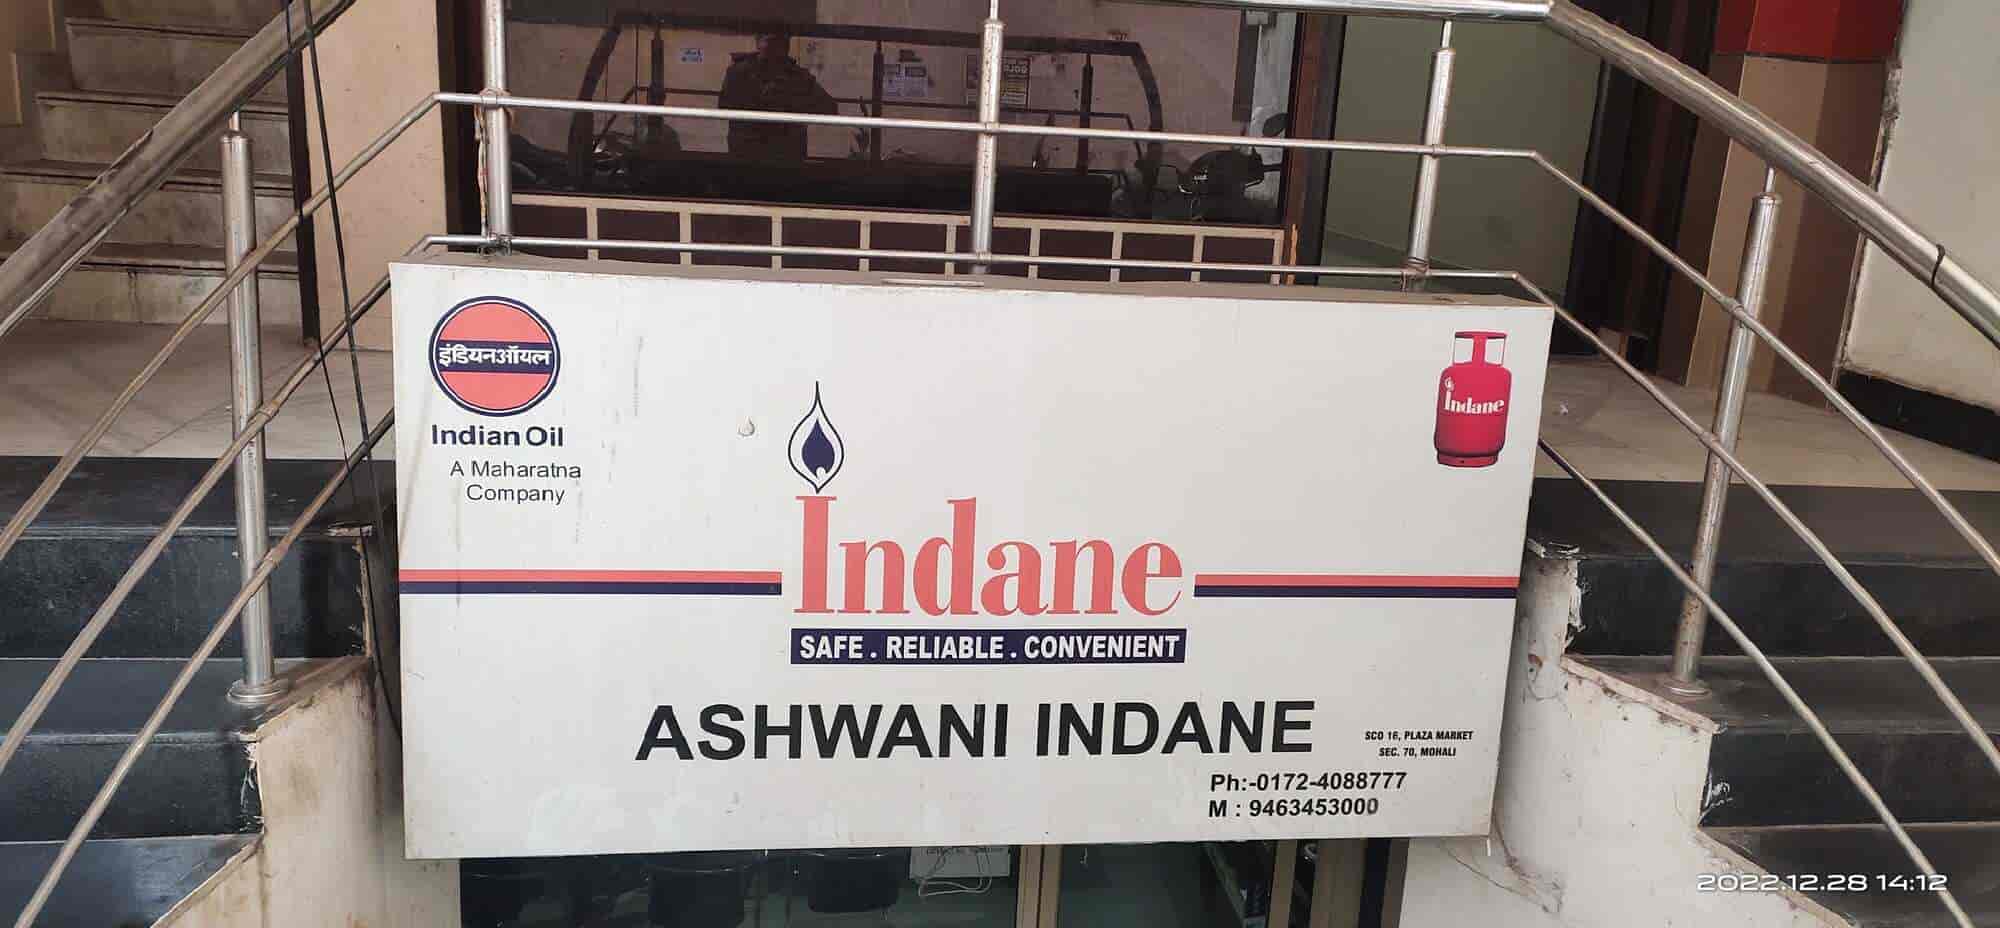 इंडियनऑयल
Indian Oil
A Maharatna
Company
Indane
Indane
SAFE . RELIABLE . CONVENIENT
ASHWANI INDANE
SCO 16, PLAZA MARKET
SEC. 70, MOHALI
Ph:-0172-4088777
M : 9463453000
2022.12.28 14:12